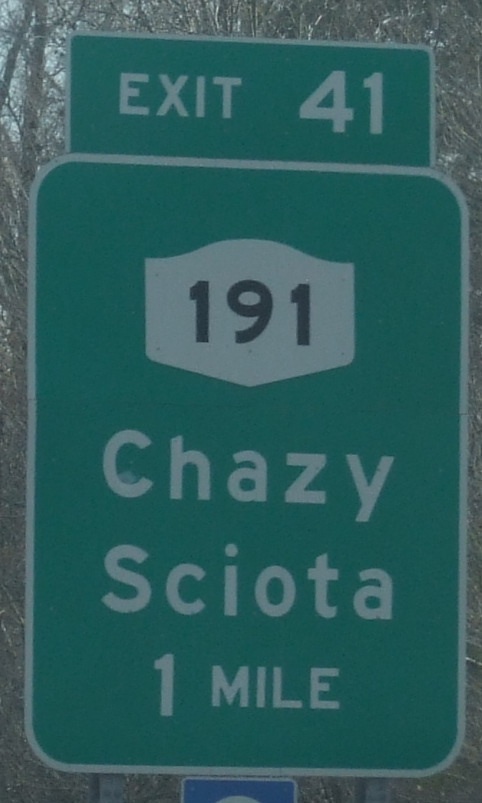 EXIT 41
191
Chazy
Sciota
1 MILE